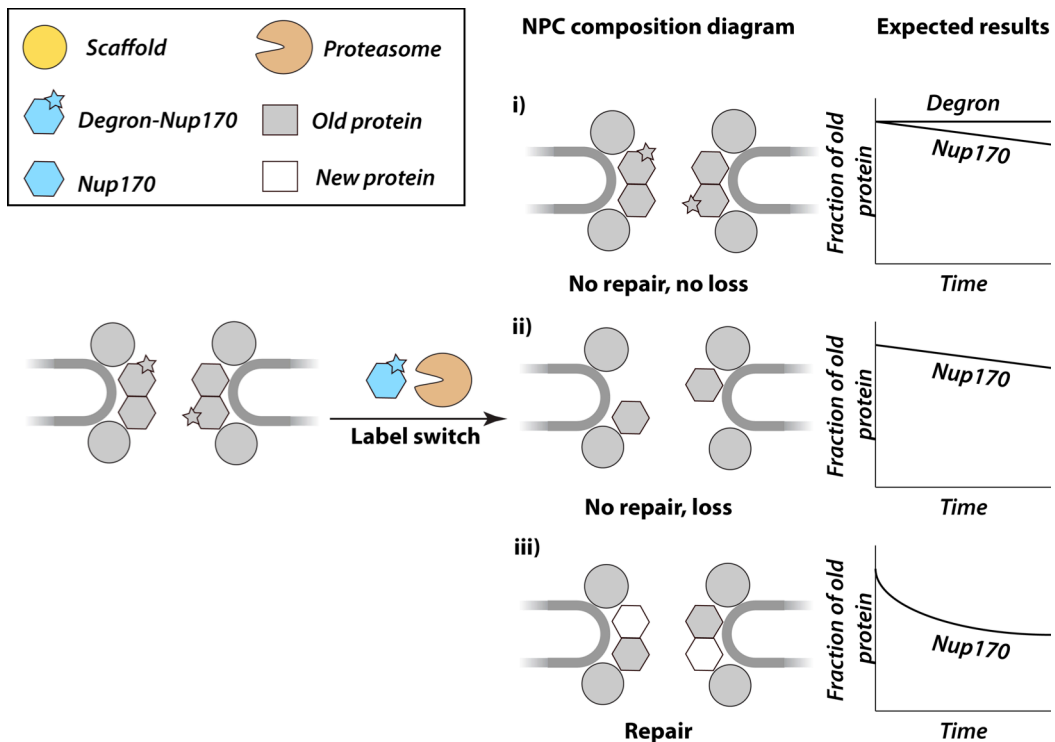 Scaffold
Proteasome
Degron-Nup170
Old protein
Nup170
New protein
NPC composition diagram
Expected results
i)
No repair, no loss
Fraction of old
protein
Degron
Nup170
Time
Label switch
ii)
No repair, loss
Fraction of old
protein
Nup170
Time
iii)
Repair
Fraction of old
protein
Nup170
Time